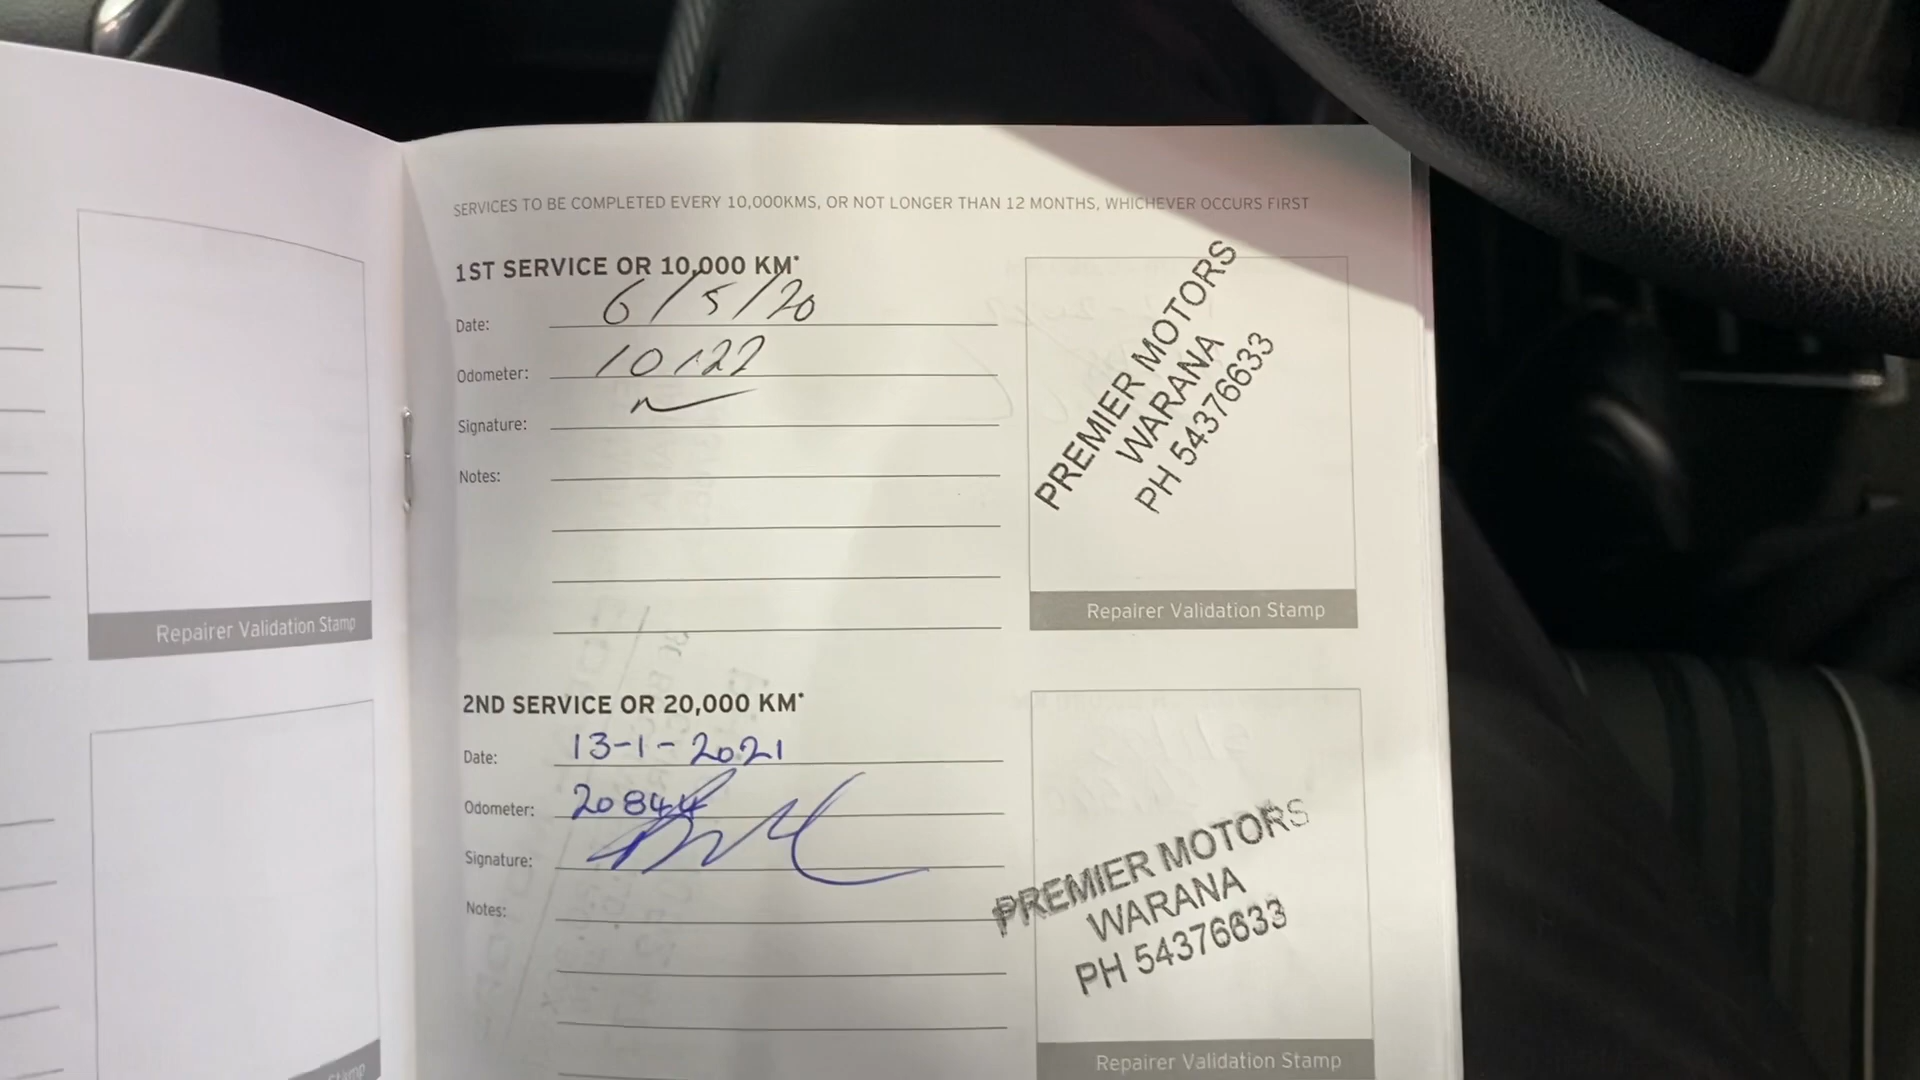 SERVICES TO BE COMPLETED EVERY 10,000KMS, OR NOT LONGER THAN 12 MONTHS, WHICHEVER OCCURS FIRST
1ST SERVICE OR 10,000 KM*
Date: 6/5/20
Odometer: 10122
Signature:
Notes:
PREMIER MOTORS
WARANA
PH 54376633
Repairer Validation Stamp
Repairer Validation Stamp
2ND SERVICE OR 20,000 KM*
Date: 13-1-2021
Odometer: 20844
Signature:
Notes:
PREMIER MOTORS
WARANA
PH 54376633
Repairer Validation Stamp
Stamp